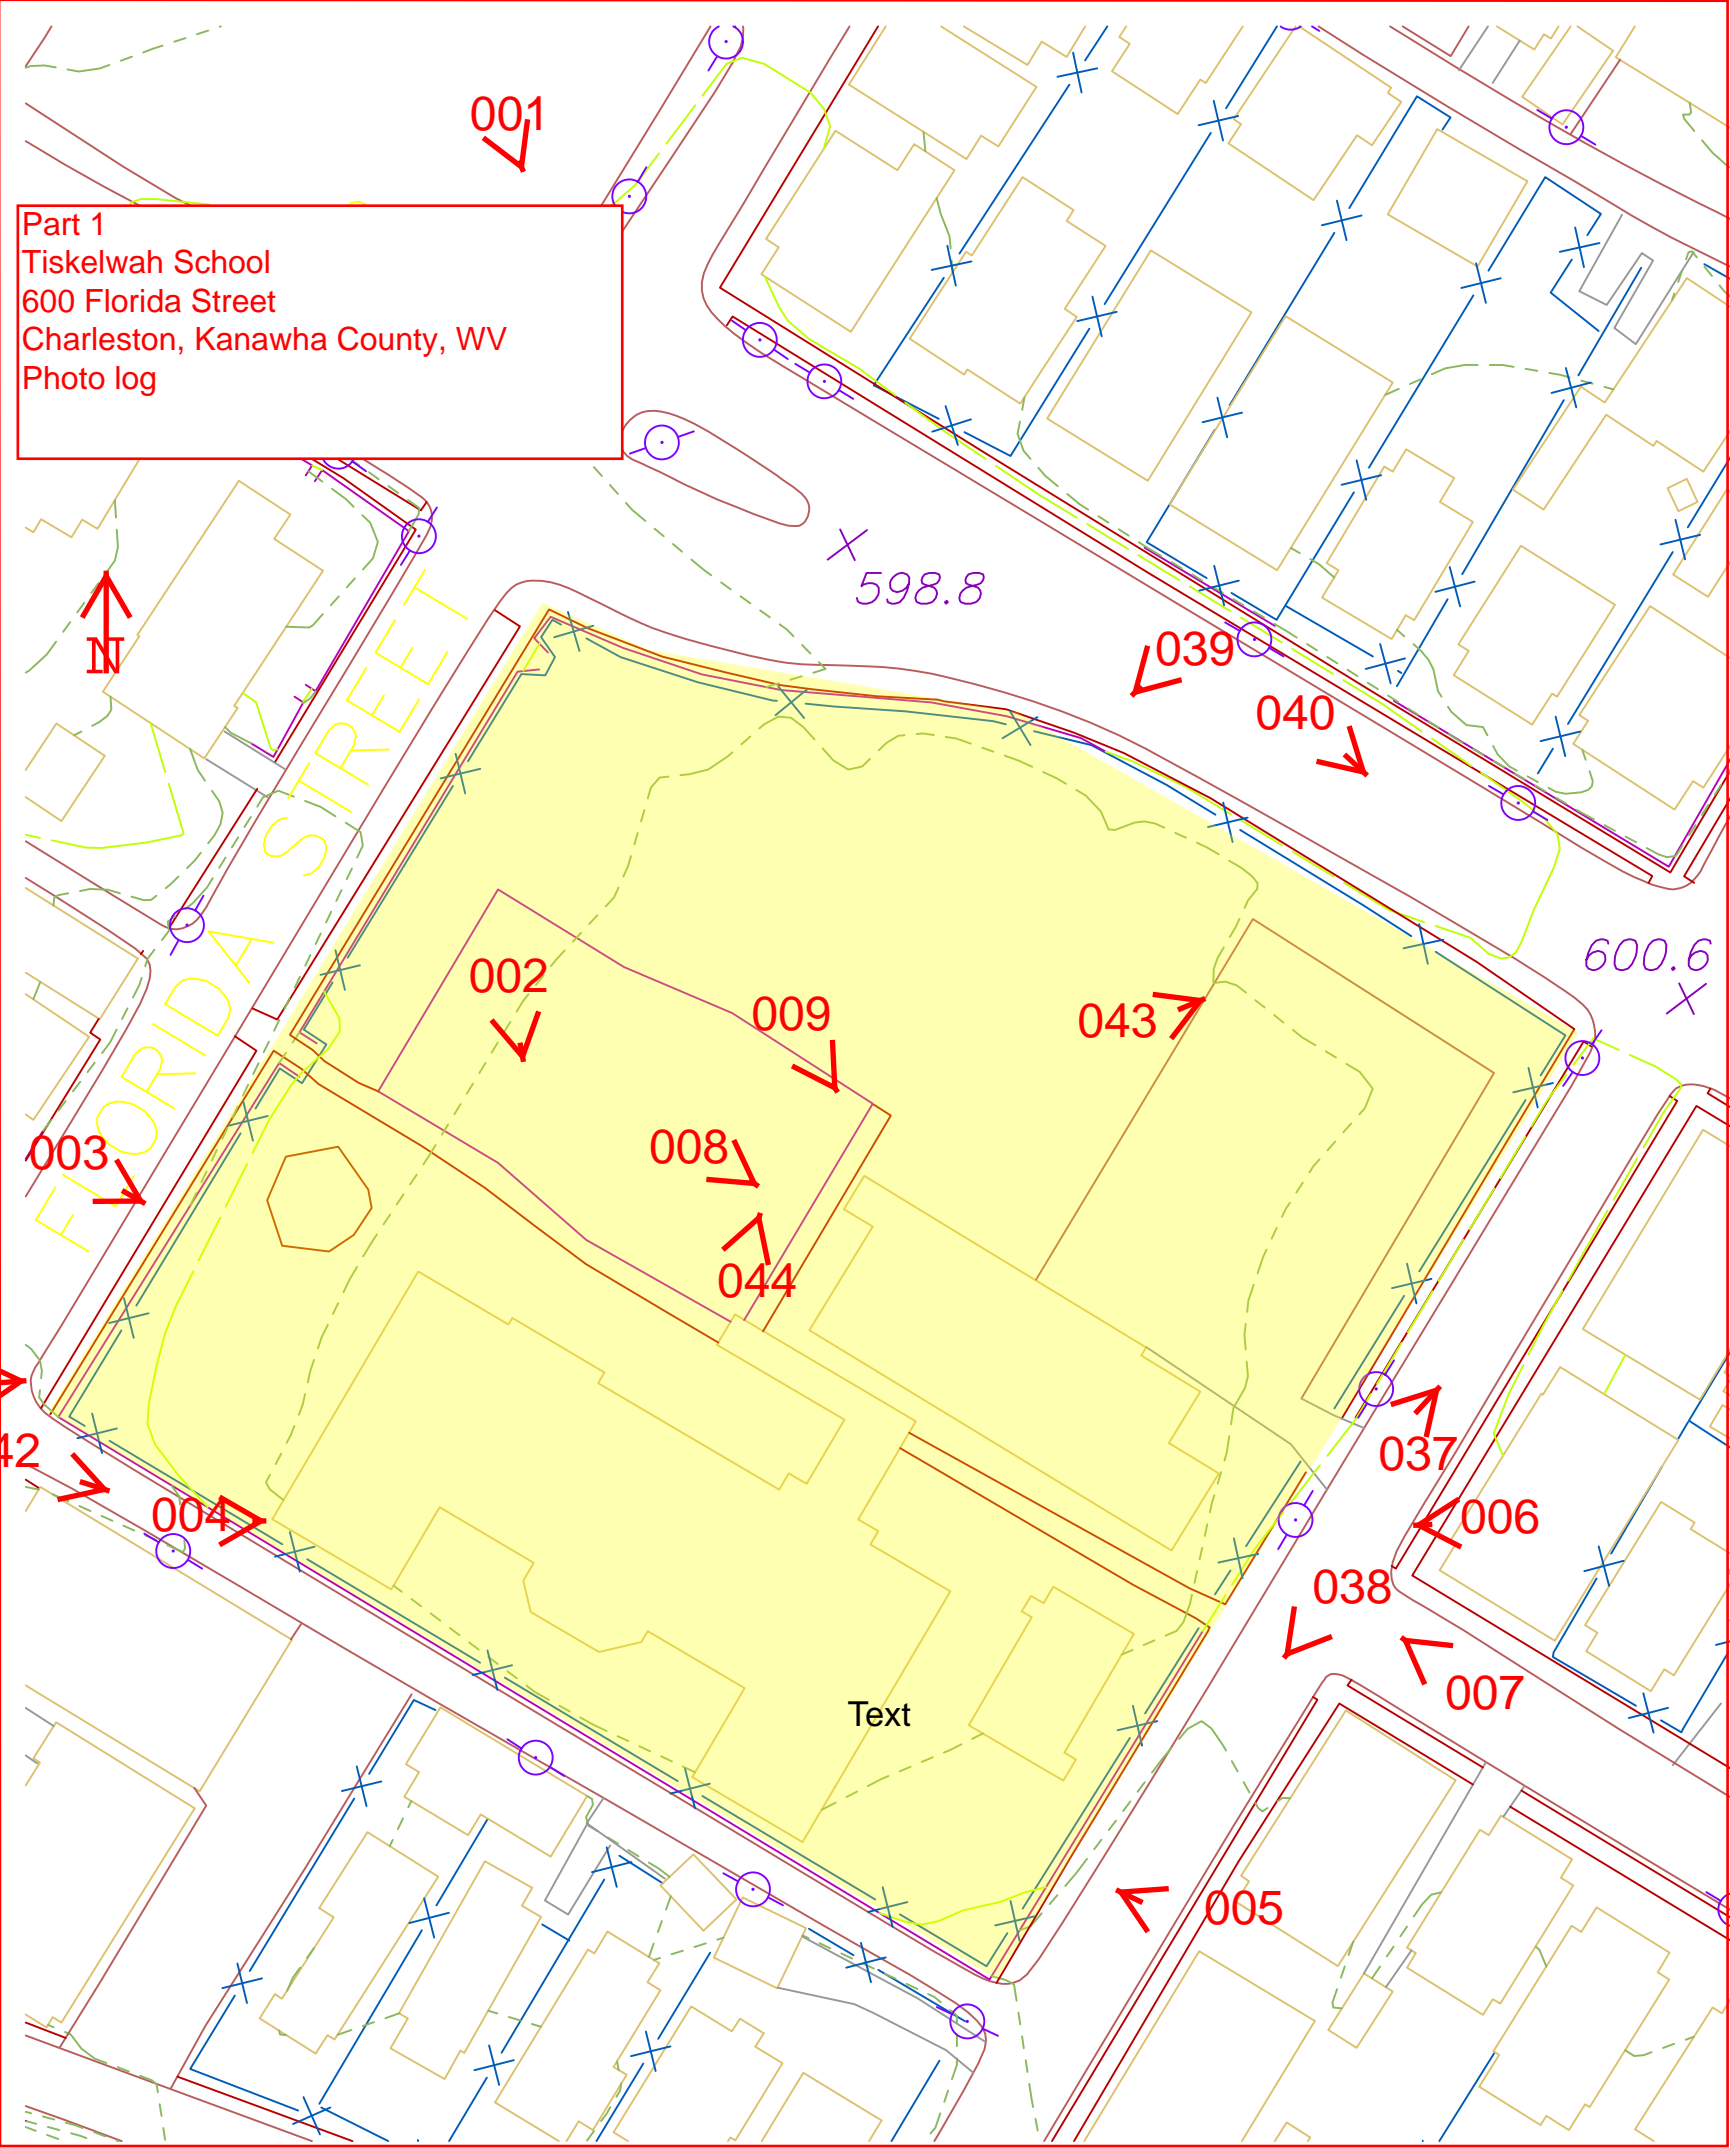 001
Part 1
Tiskelwah School
600 Florida Street
Charleston, Kanawha County, WV
Photo log
598.8
N
039
040
FLORIDA STREET
600.6
002
009
043
003
008
044
42
004
037
006
038
007
Text
005